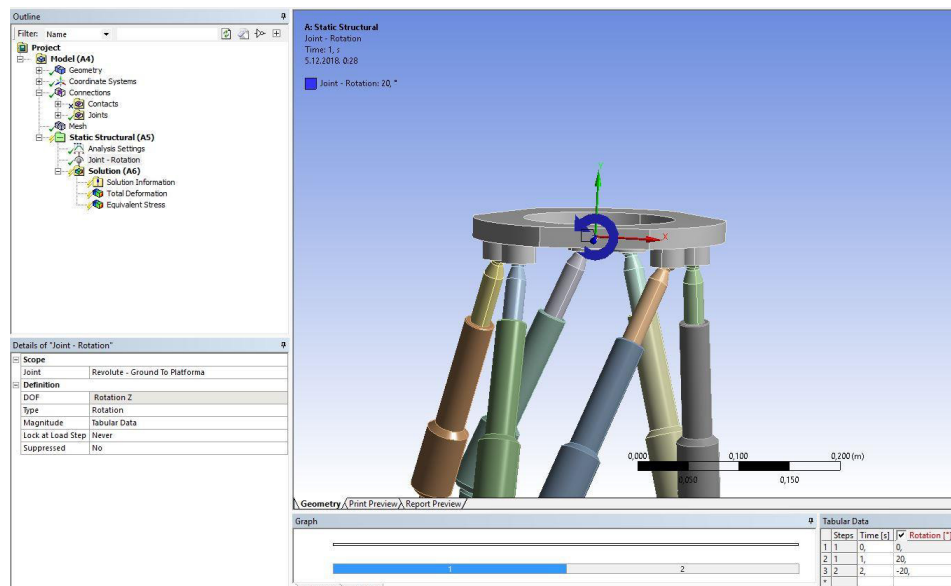 Outline
Filter: Name
Project
Model (A4)
Geometry
Coordinate Systems
Connections
Contacts
Joints
Mesh
Static Structural (A5)
Analysis Settings
Joint - Rotation
Solution (A6)
Solution Information
Total Deformation
Equivalent Stress
Details of "Joint - Rotation"
Scope
Joint Revolute - Ground To Platforma
Definition
DOF Rotation Z
Type Rotation
Magnitude Tabular Data
Lock at Load Step Never
Suppressed No
A: Static Structural
Joint - Rotation
Time: 1, s
5.12.2018. 0:28
Joint - Rotation: 20, °
Y
X
0,000 0,100 0,200 (m)
0,050 0,150
Geometry Print Preview Report Preview
Graph
1 2
Tabular Data
Steps Time [s] Rotation [°]
1 1 0, 0,
2 1 1, 20,
3 2 2, -20,
*